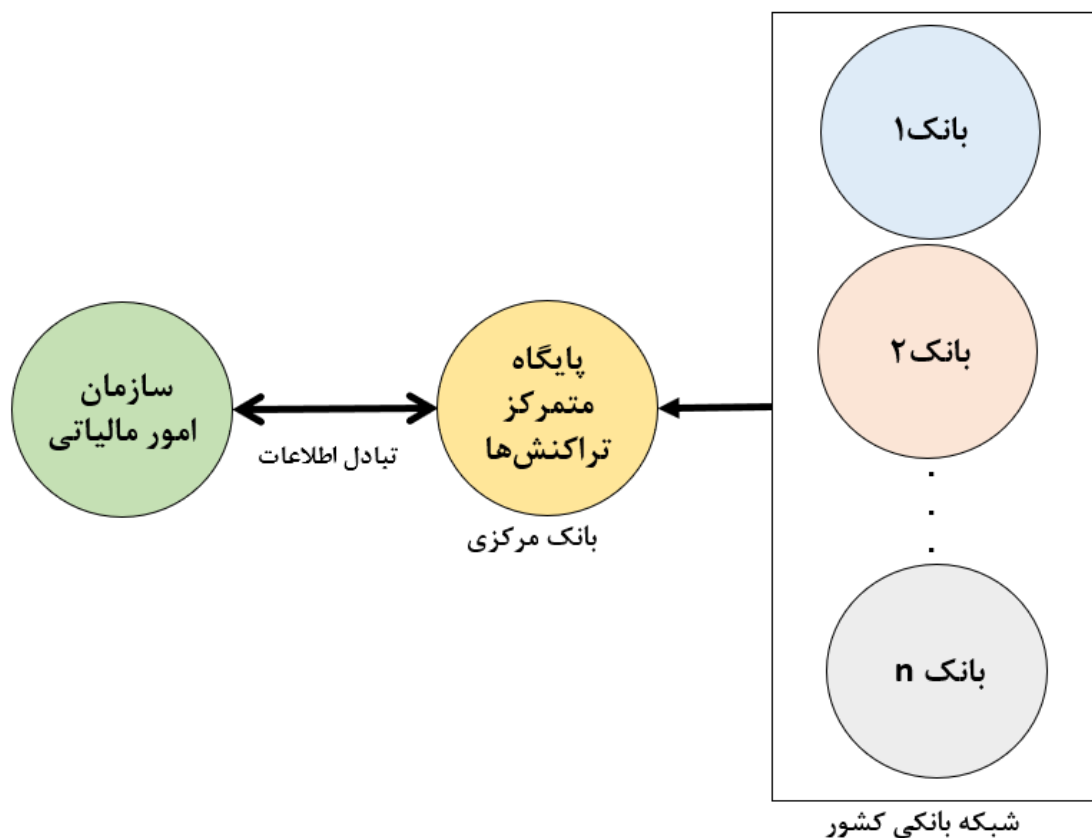 بانک۱
بانک۲
.
.
.
بانک n
شبکه بانکی کشور
پایگاه
متمرکز
تراکنش‌ها
بانک مرکزی
تبادل اطلاعات
سازمان
امور مالیاتی